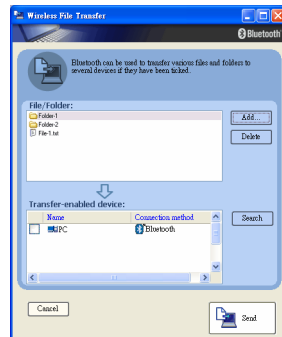 Wireless File Transfer
Bluetooth
Bluetooth can be used to transfer various files and folders to
several devices if they have been ticked.
File/Folder:
Folder-1
Folder-2
File-1.txt
Add...
Delete
Transfer-enabled device:
Name
Connection method
PC
Bluetooth
Search
Cancel
Send